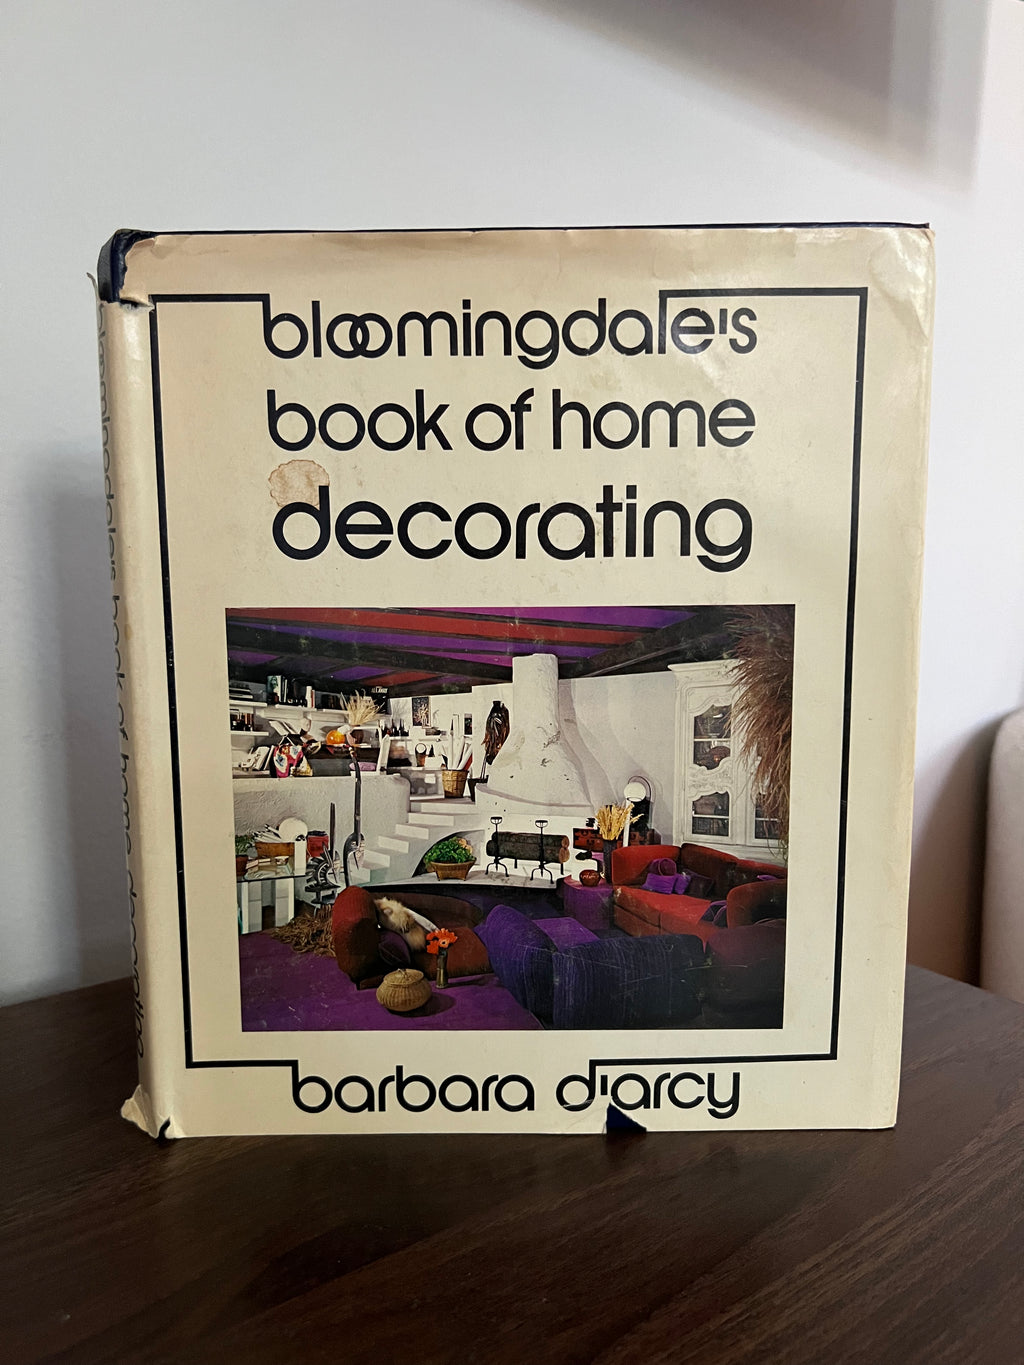 bloomingdale's
book of home
decorating
barbara d'arcy
bloomingdale's book of home decorating